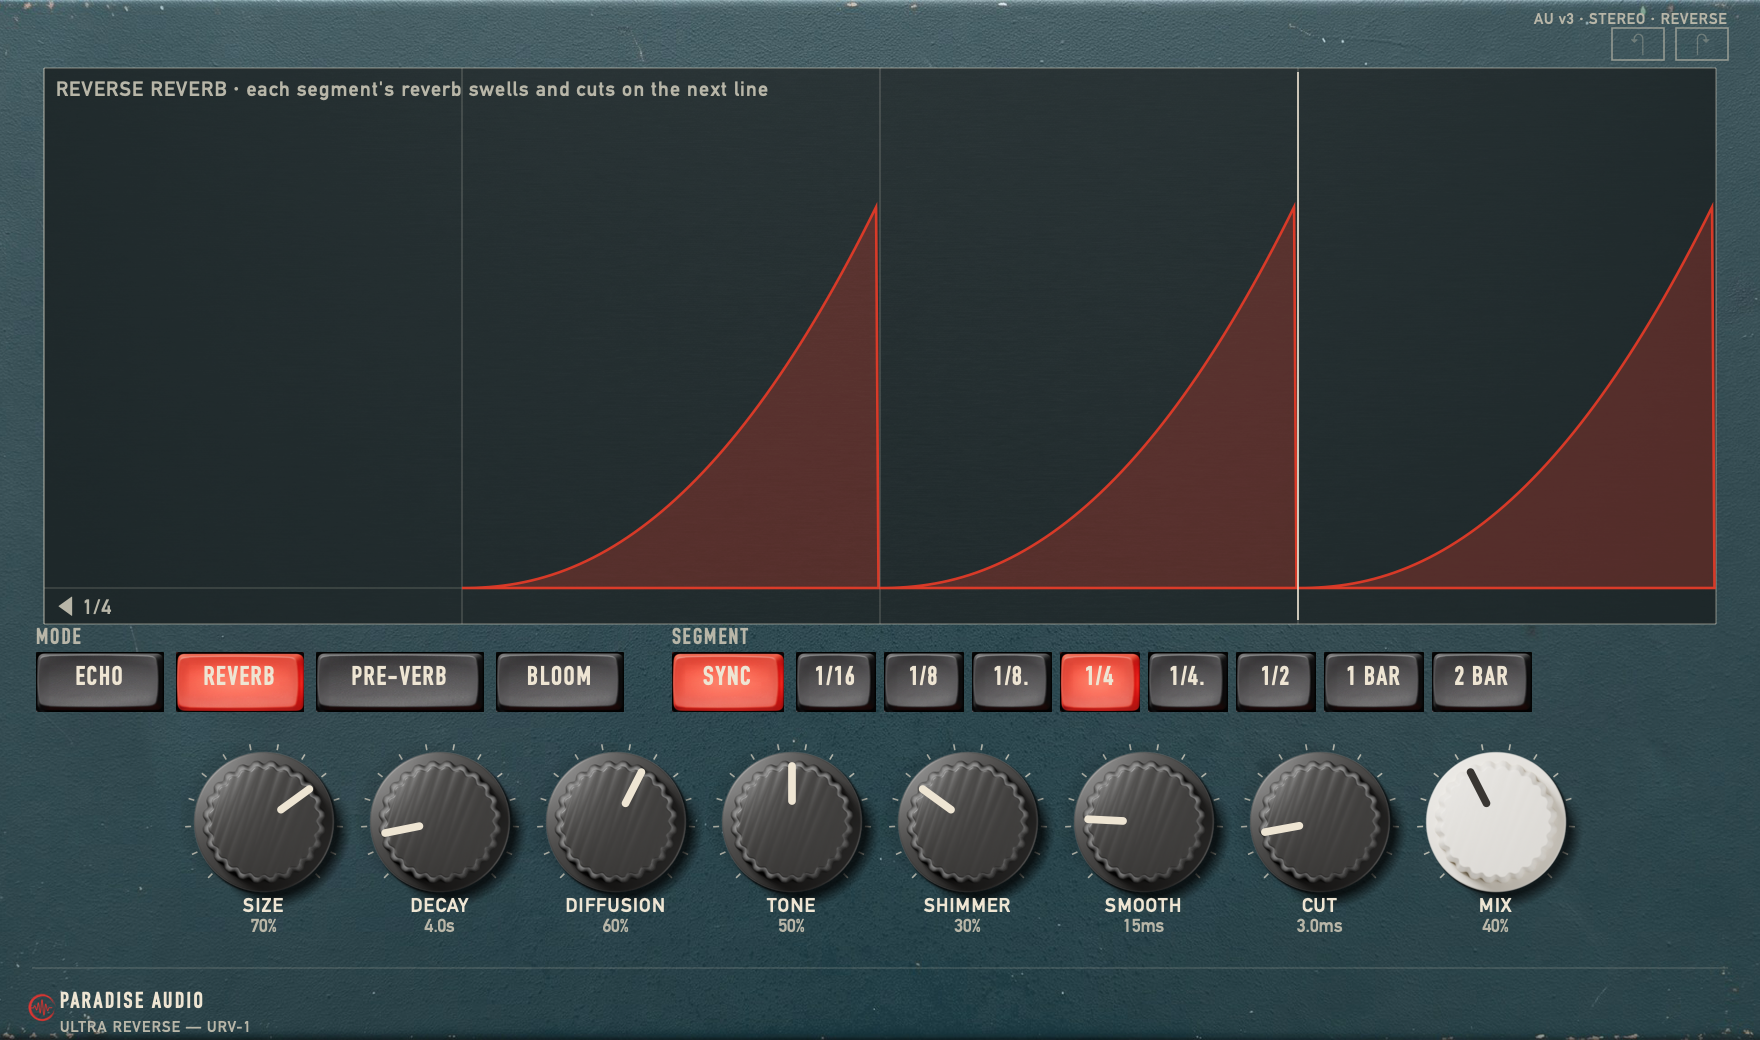 AU v3 · STEREO · REVERSE
REVERSE REVERB · each segment's reverb swells and cuts on the next line
1/4
MODE
SEGMENT
ECHO REVERB PRE-VERB BLOOM SYNC 1/16 1/8 1/8. 1/4 1/4. 1/2 1 BAR 2 BAR
SIZE DECAY DIFFUSION TONE SHIMMER SMOOTH CUT MIX
70% 4.0s 60% 50% 30% 15ms 3.0ms 40%
PARADISE AUDIO
ULTRA REVERSE — URV-1